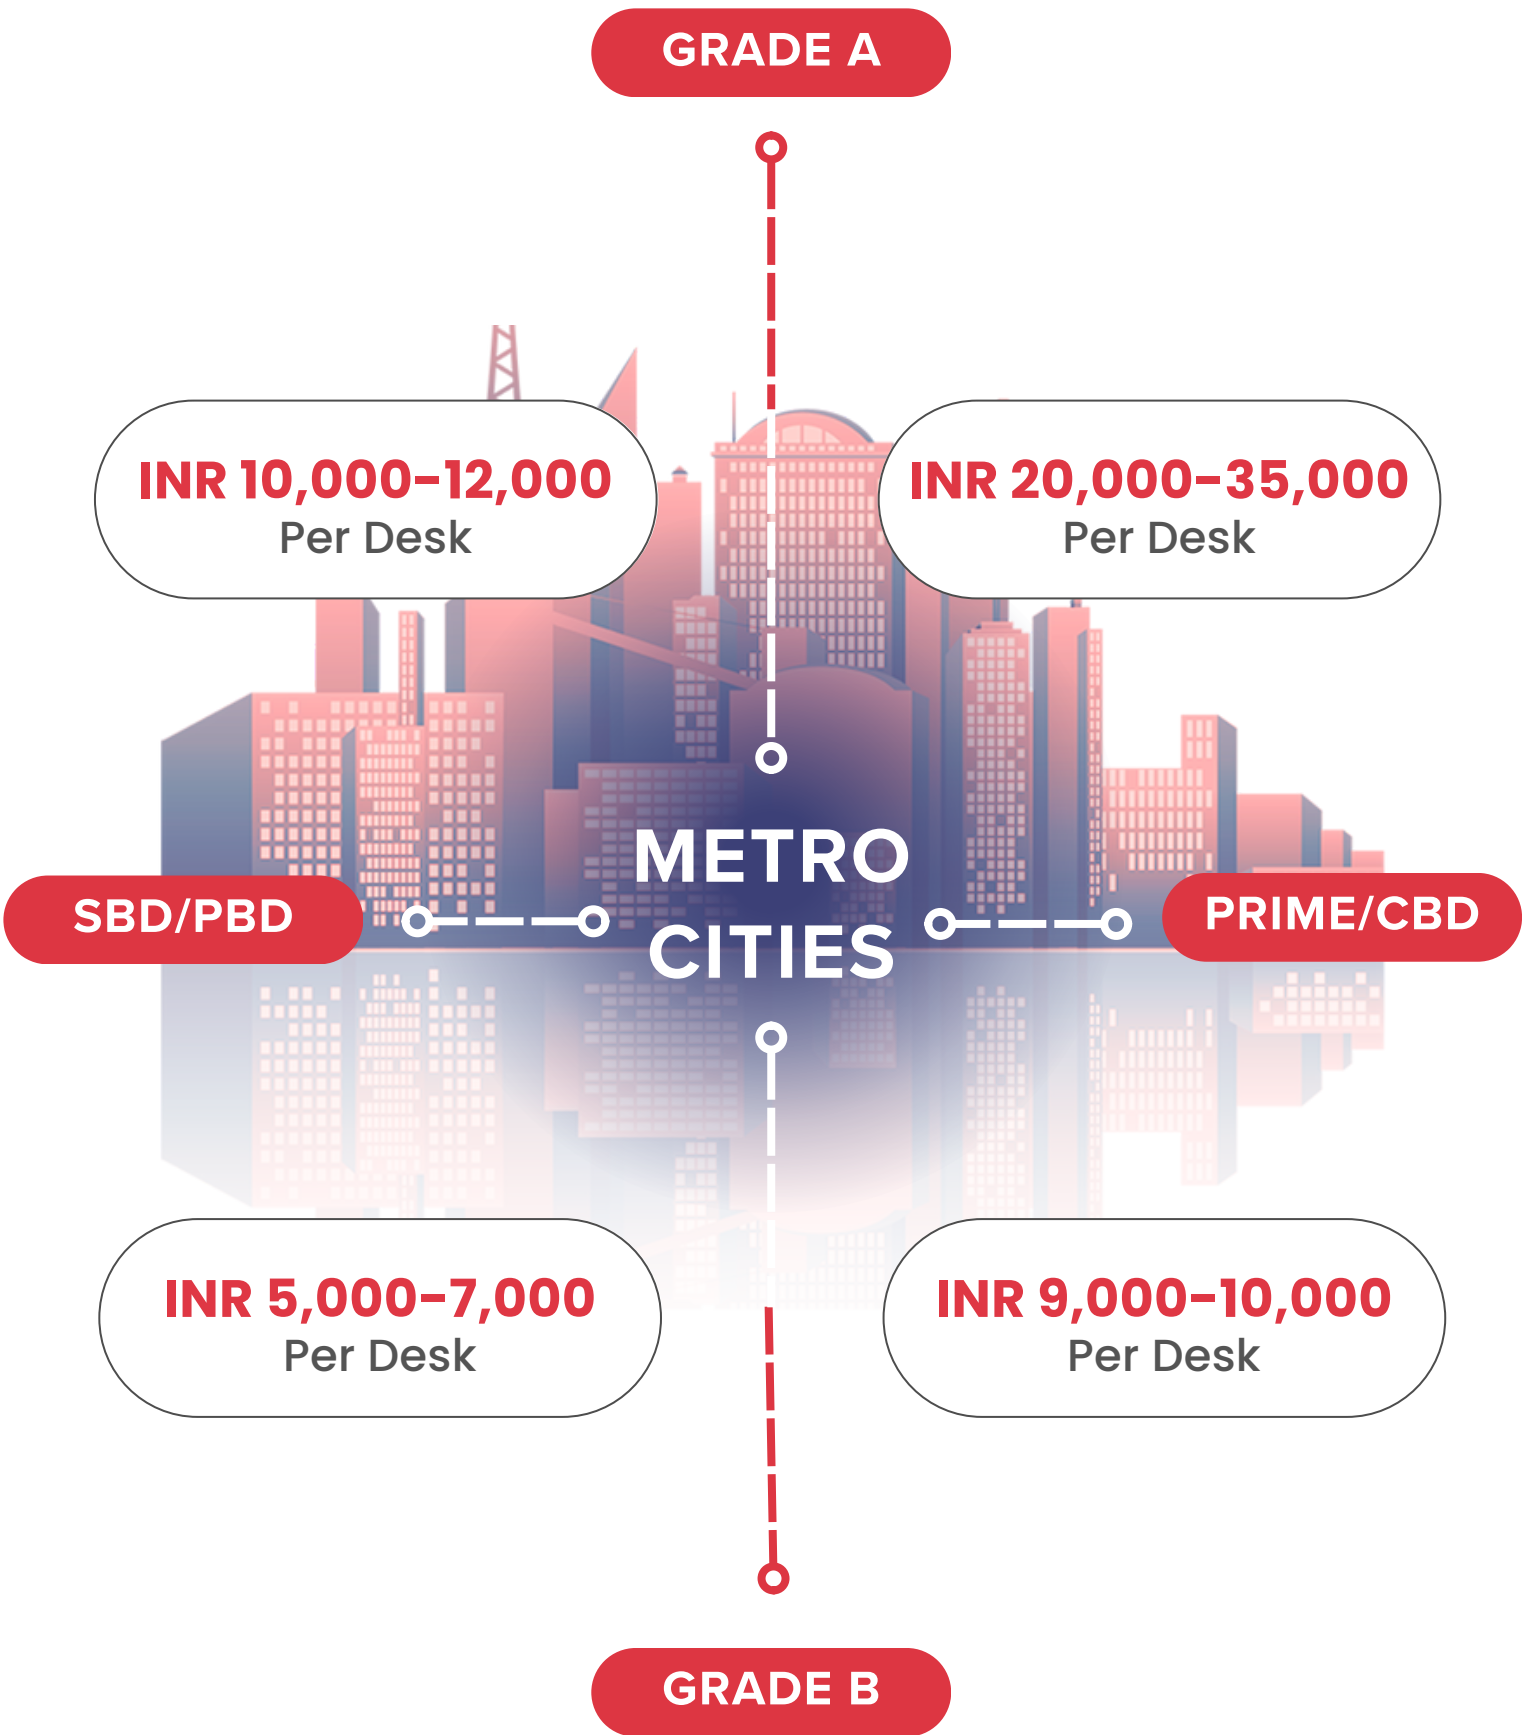 GRADE A
INR 10,000-12,000
Per Desk
INR 20,000-35,000
Per Desk
METRO
CITIES
SBD/PBD
PRIME/CBD
INR 5,000-7,000
Per Desk
INR 9,000-10,000
Per Desk
GRADE B